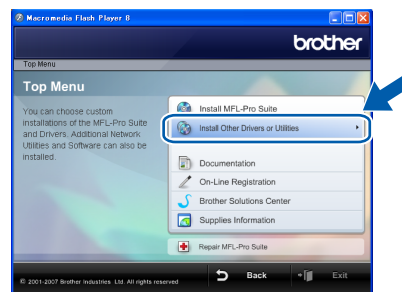 Macromedia Flash Player 8
brother
Top Menu
Top Menu
You can choose custom
installations of the MFL-Pro Suite
and Drivers. Additional Network
Utilities and Software can also be
installed.
Install MFL-Pro Suite
Install Other Drivers or Utilities
Documentation
On-Line Registration
Brother Solutions Center
Supplies Information
Repair MFL-Pro Suite
© 2001-2007 Brother Industries Ltd. All rights reserved
Back
Exit